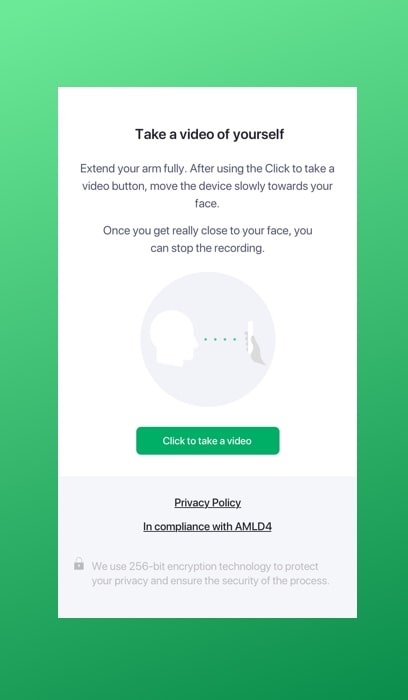 Take a video of yourself
Extend your arm fully. After using the Click to take a
video button, move the device slowly towards your
face.
Once you get really close to your face, you
can stop the recording.
Click to take a video
Privacy Policy
In compliance with AMLD4
We use 256-bit encryption technology to protect
your privacy and ensure the security of the process.